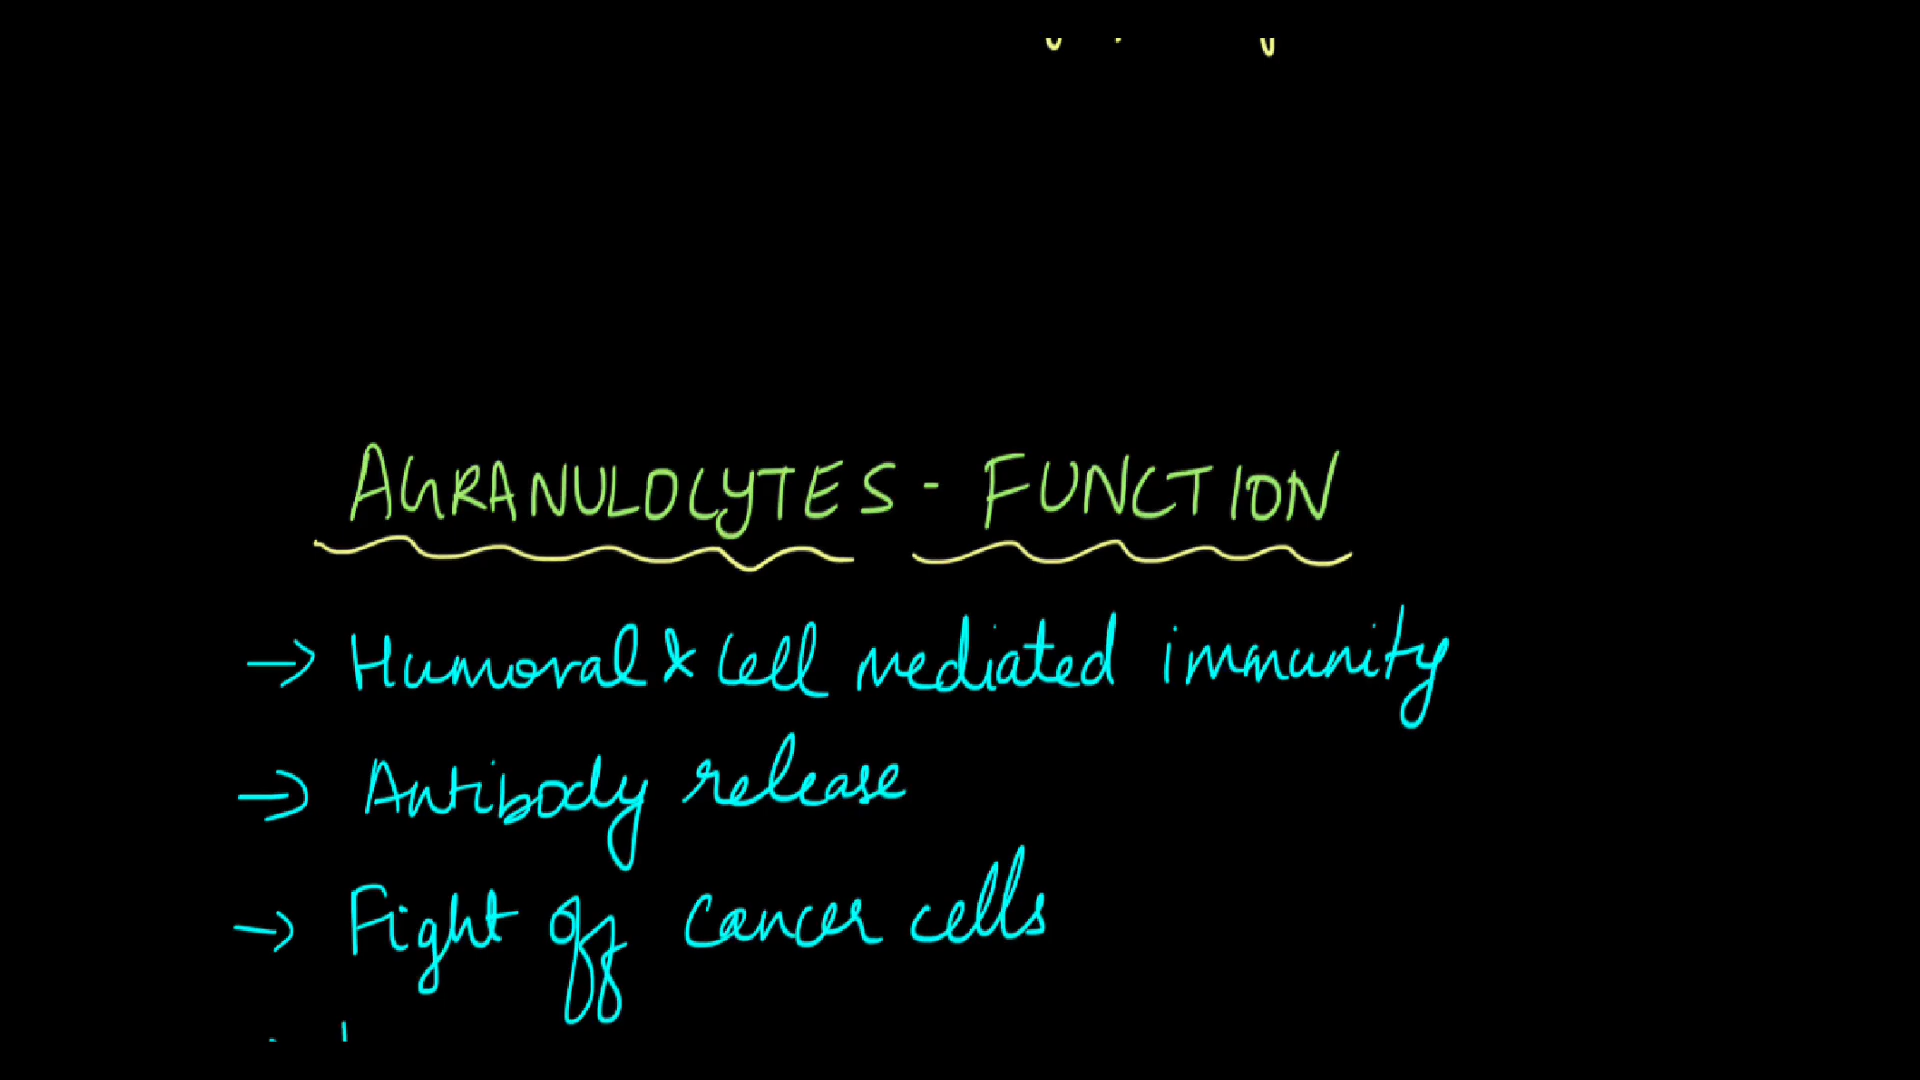 AGRANULOCYTES - FUNCTION
→ Humoral & Cell mediated immunity
→ Antibody release
→ Fight off cancer cells